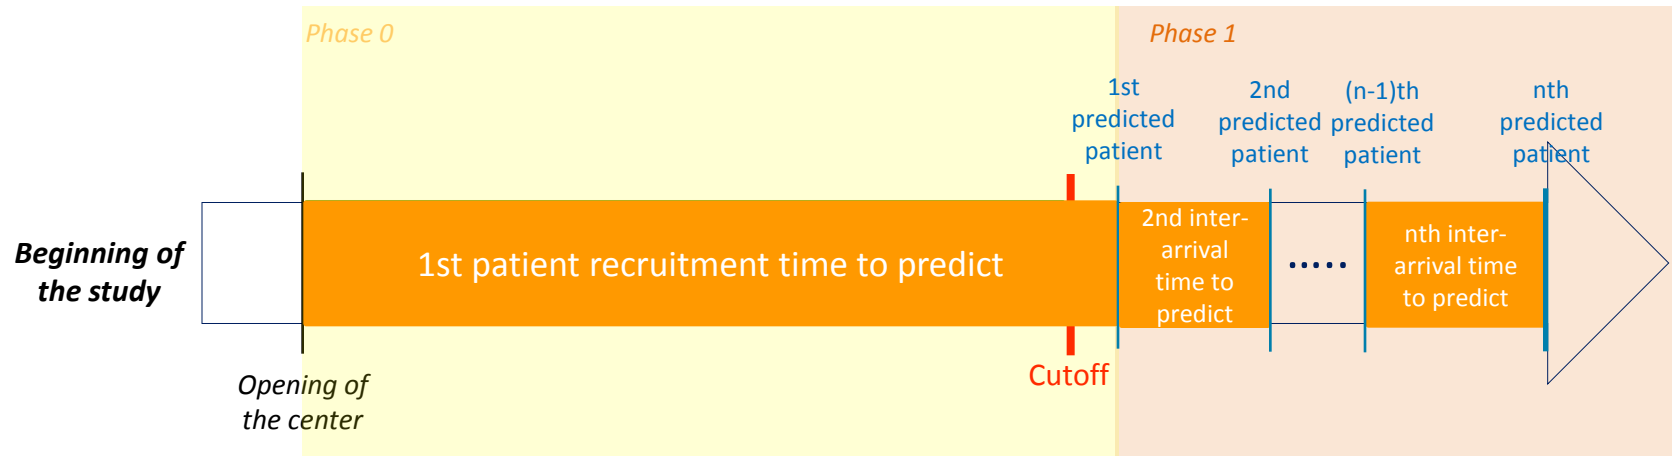 Phase 0
Phase 1
1st
predicted
patient
2nd
predicted
patient
(n-1)th
predicted
patient
nth
predicted
patient
Beginning of
the study
1st patient recruitment time to predict
2nd inter-
arrival
time to
predict
.....
nth inter-
arrival time
to predict
Opening of
the center
Cutoff